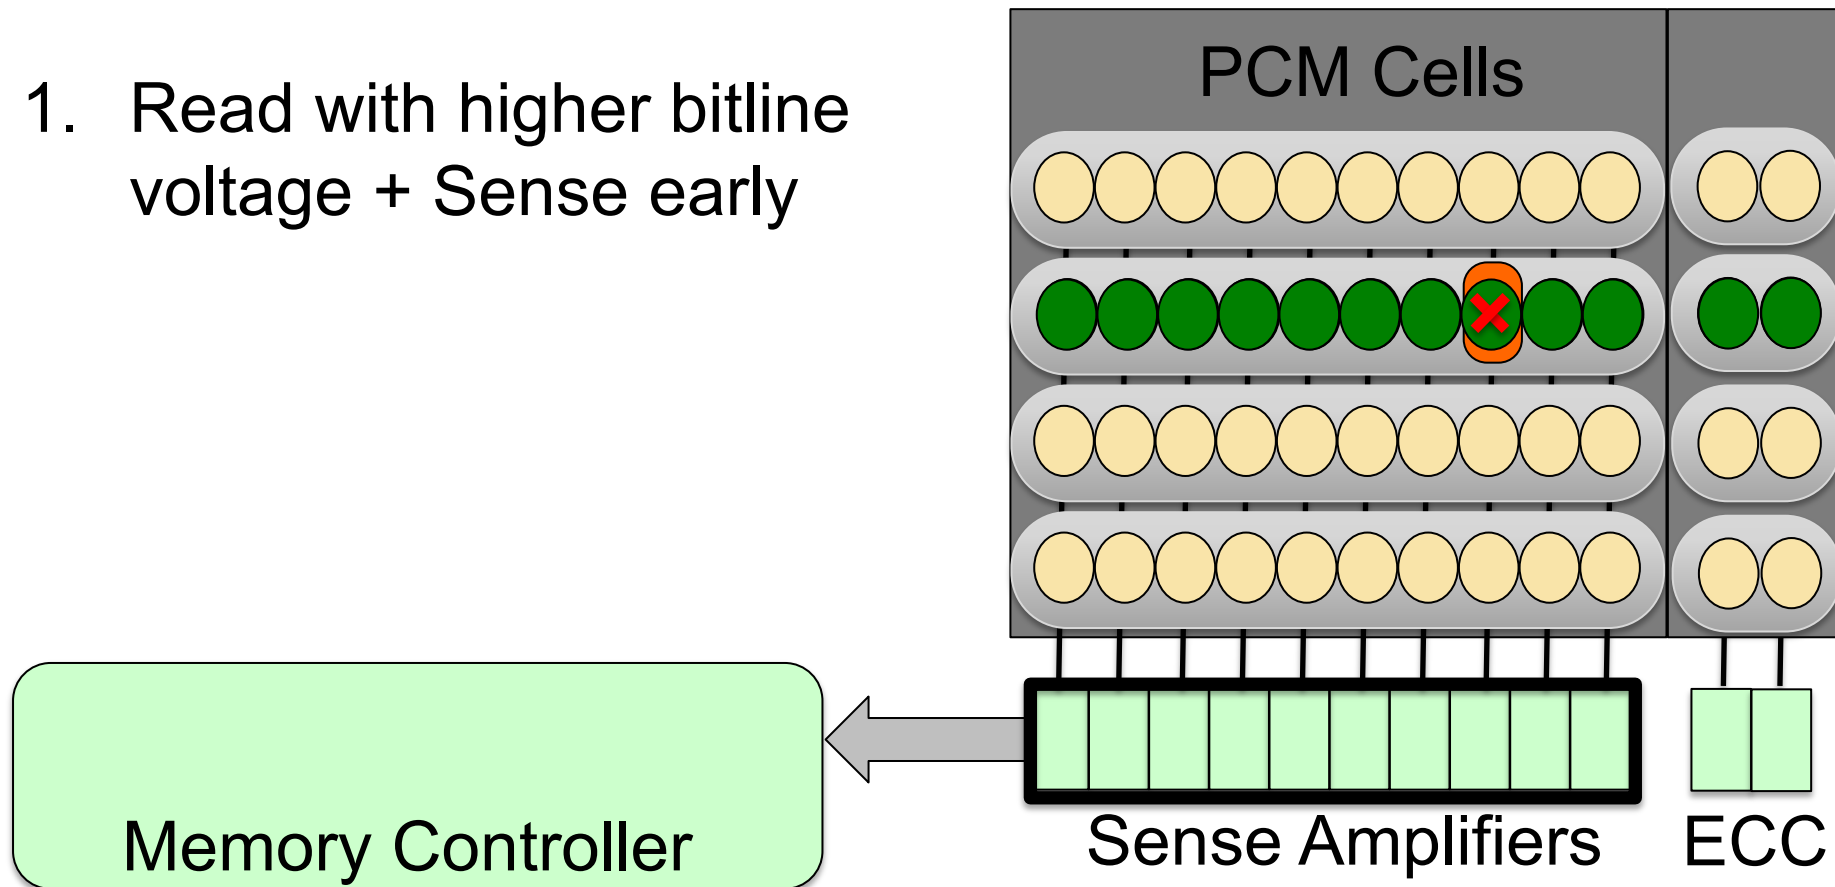 1. Read with higher bitline
voltage + Sense early
PCM Cells
Memory Controller
Sense Amplifiers
ECC